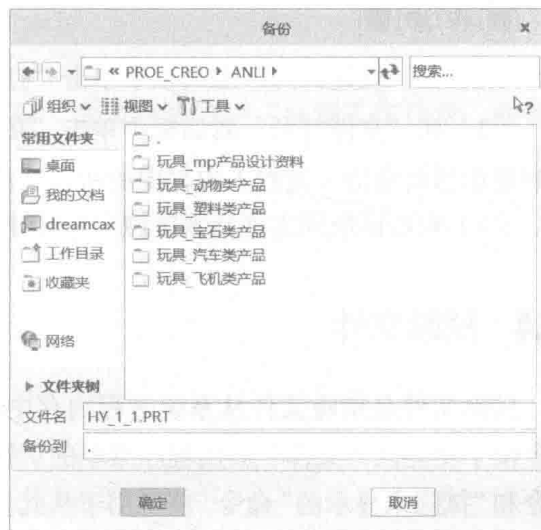 备份
x
« PROE_CREO ▸ ANLI ▸
搜索...
组织 视图 工具
?
常用文件夹
桌面
我的文档
dreamcax
工作目录
收藏夹
网络
文件夹树
.
玩具_mp产品设计资料
玩具_动物类产品
玩具_塑料类产品
玩具_宝石类产品
玩具_汽车类产品
玩具_飞机类产品
文件名 HY_1_1.PRT
备份到 .
确定 取消